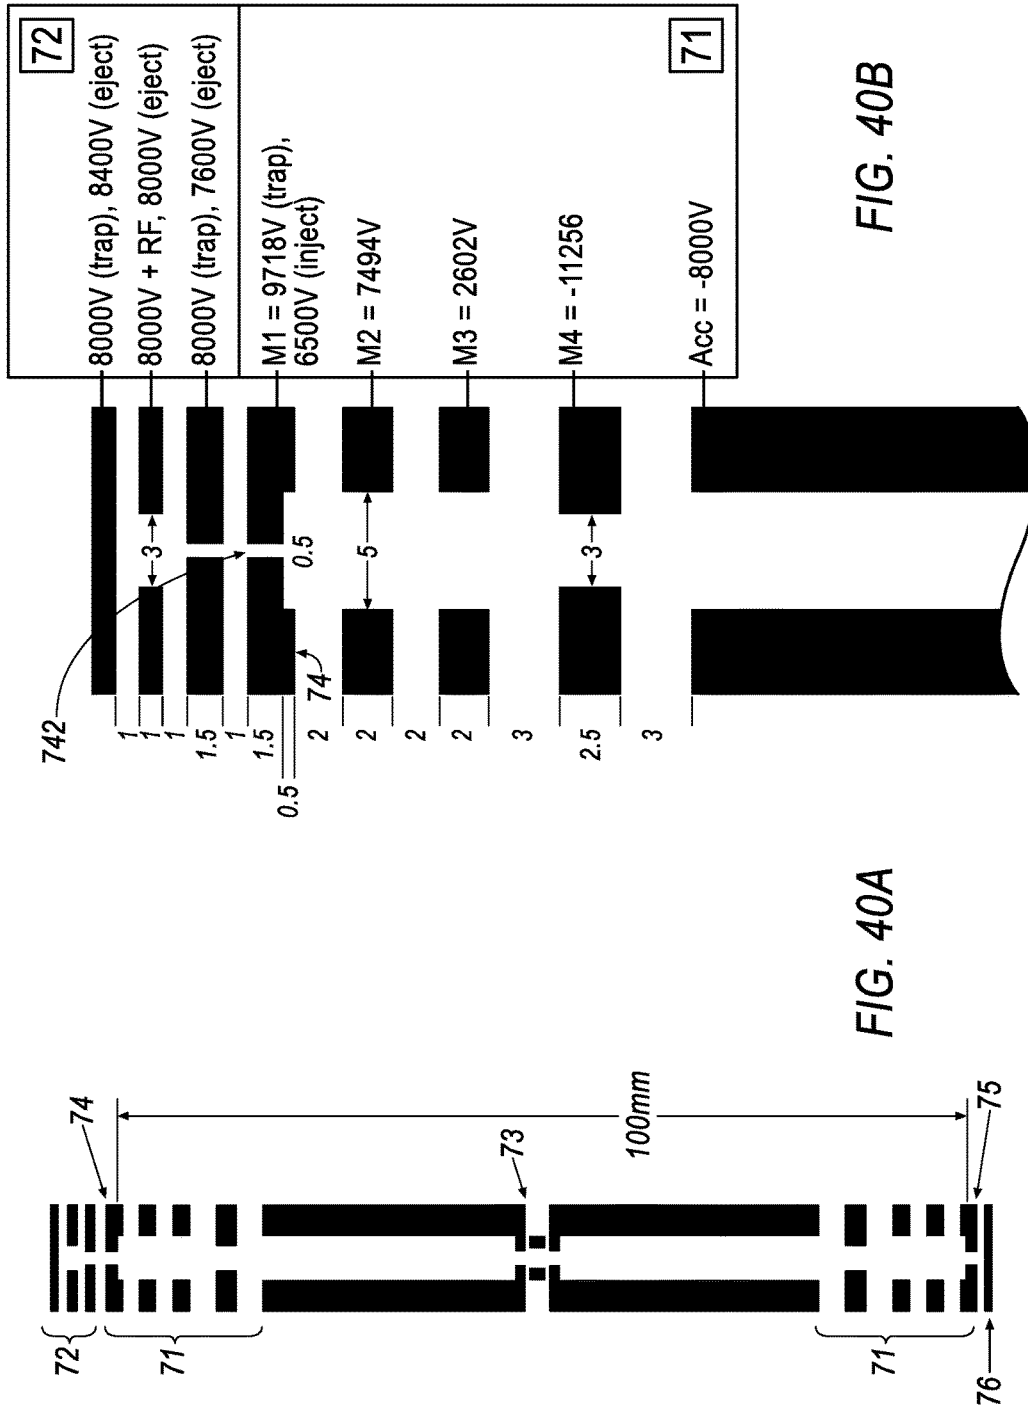 72
8000V (trap), 8400V (eject)
8000V + RF, 8000V (eject)
8000V (trap), 7600V (eject)
M1 = 9718V (trap),
6500V (inject)
M2 = 7494V
M3 = 2602V
M4 = -11256
Acc = -8000V
71
742
3
0.5
5
3
74
1
1
1
1.5
1
1.5
0.5
2
2
2
2
3
2.5
3
FIG. 40B
72
74
71
73
100mm
71
75
76
FIG. 40A